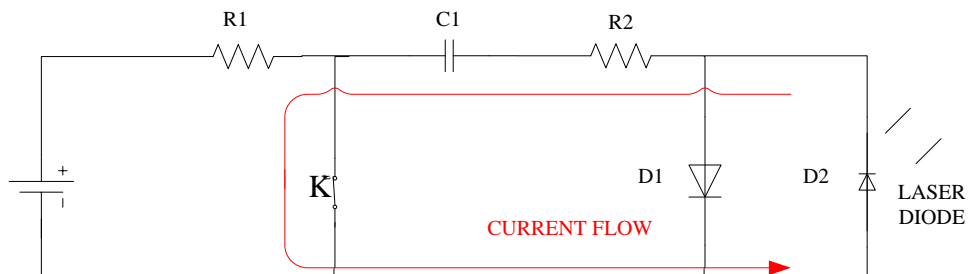 R1
C1
R2
+
K
D1
D2
LASER
DIODE
CURRENT FLOW